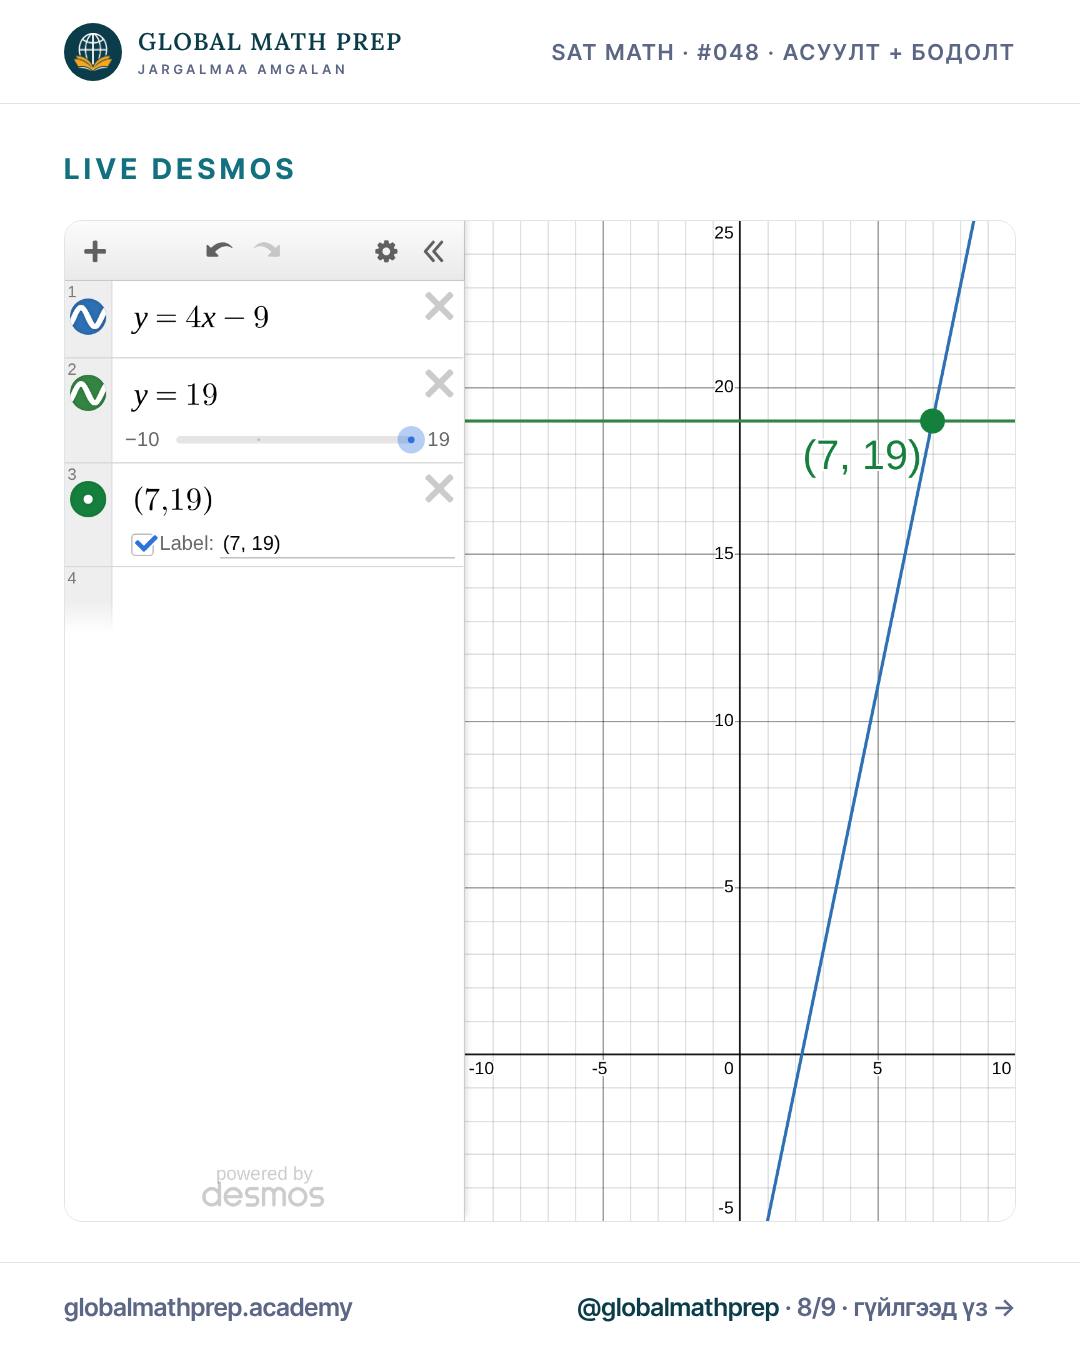 GLOBAL MATH PREP
JARGALMAA AMGALAN
SAT MATH · #048 · АСУУЛТ + БОДОЛТ
LIVE DESMOS
1
y = 4x − 9
2
y = 19
−10
19
3
(7,19)
Label: (7, 19)
4
powered by
desmos
25
20
(7, 19)
15
10
5
-10
-5
0
5
10
-5
globalmathprep.academy
@globalmathprep · 8/9 · гүйлгээд үз →